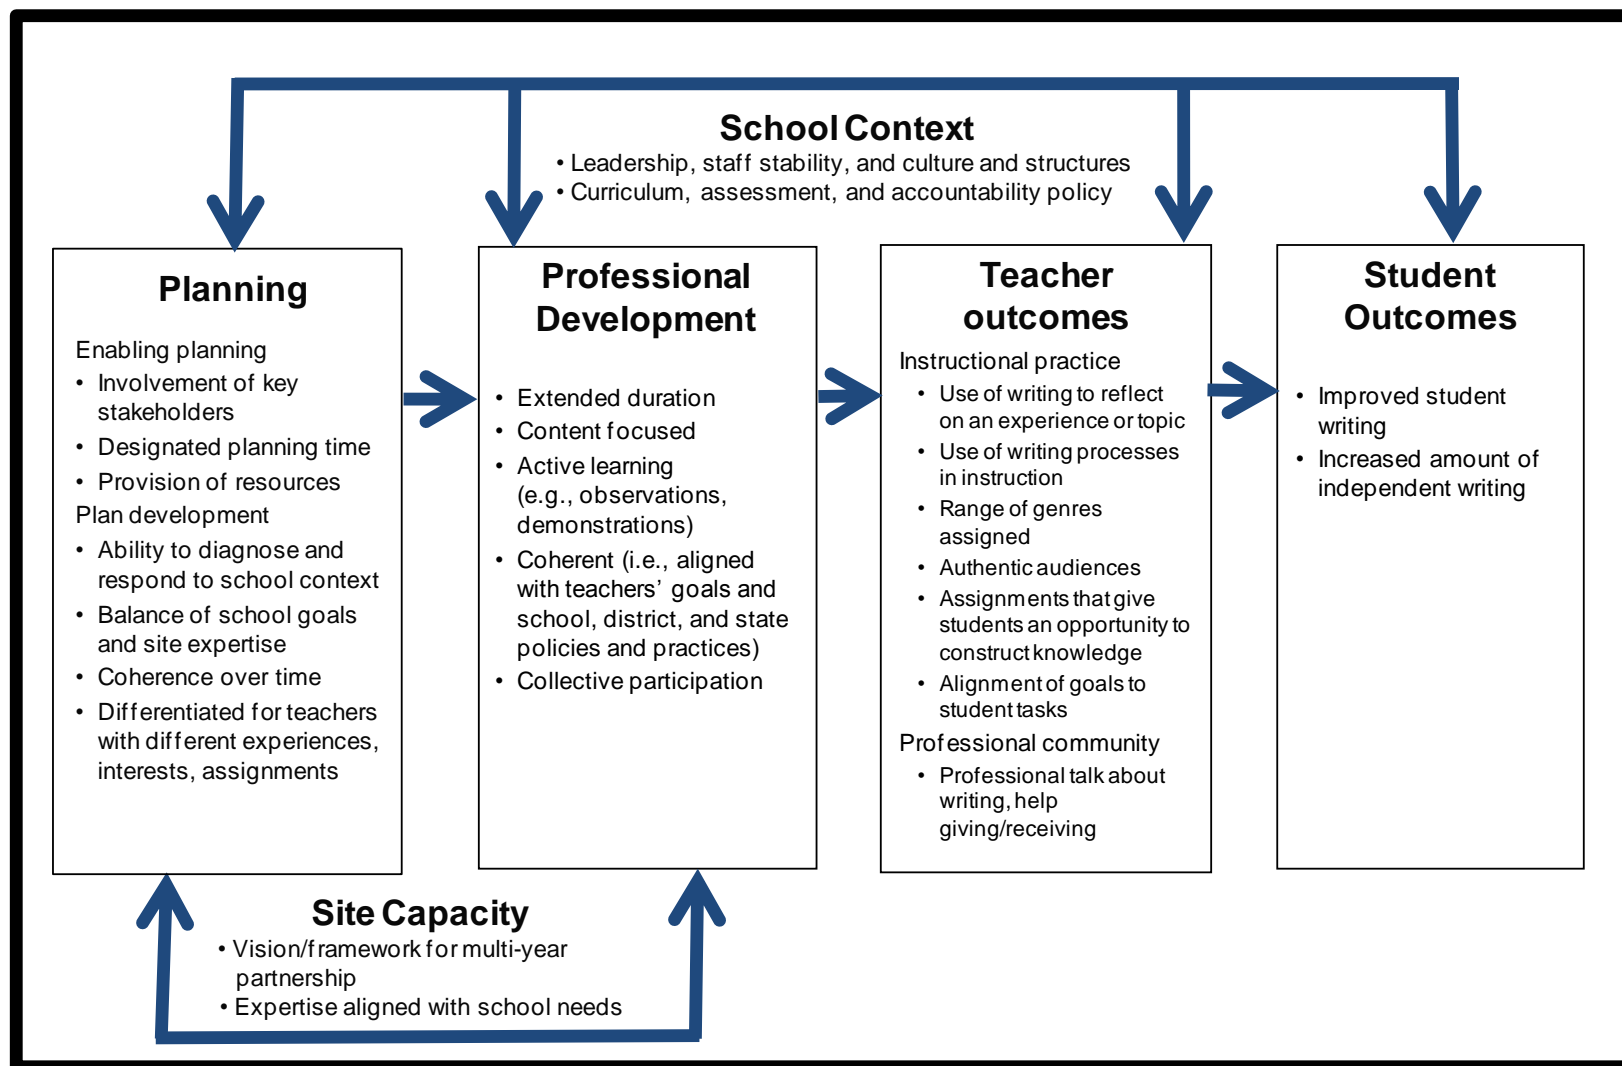 School Context
• Leadership, staff stability, and culture and structures
• Curriculum, assessment, and accountability policy
Planning
Enabling planning
• Involvement of key
stakeholders
• Designated planning time
• Provision of resources
Plan development
• Ability to diagnose and
respond to school context
• Balance of school goals
and site expertise
• Coherence over time
• Differentiated for teachers
with different experiences,
interests, assignments
Professional
Development
• Extended duration
• Content focused
• Active learning
(e.g., observations,
demonstrations)
• Coherent (i.e., aligned
with teachers’ goals and
school, district, and state
policies and practices)
• Collective participation
Teacher
outcomes
Instructional practice
• Use of writing to reflect
on an experience or topic
• Use of writing processes
in instruction
• Range of genres
assigned
• Authentic audiences
• Assignments that give
students an opportunity to
construct knowledge
• Alignment of goals to
student tasks
Professional community
• Professional talk about
writing, help
giving/receiving
Student
Outcomes
• Improved student
writing
• Increased amount of
independent writing
Site Capacity
• Vision/framework for multi-year
partnership
• Expertise aligned with school needs